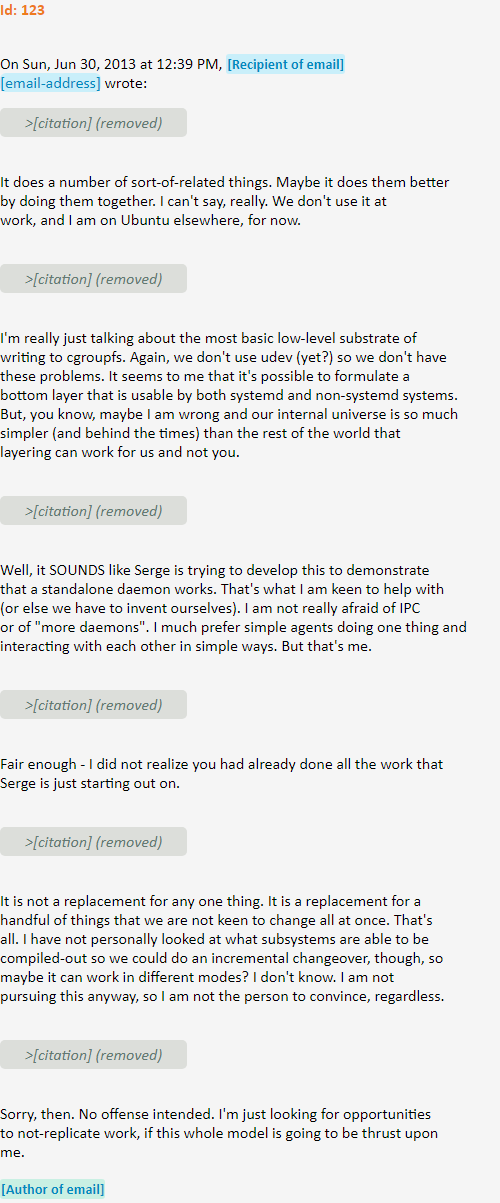 Id: 123
On Sun, Jun 30, 2013 at 12:39 PM, [Recipient of email]
[email-address] wrote:
>[citation] (removed)
It does a number of sort-of-related things. Maybe it does them better
by doing them together. I can't say, really. We don't use it at
work, and I am on Ubuntu elsewhere, for now.
>[citation] (removed)
I'm really just talking about the most basic low-level substrate of
writing to cgroupfs. Again, we don't use udev (yet?) so we don't have
these problems. It seems to me that it's possible to formulate a
bottom layer that is usable by both systemd and non-systemd systems.
But, you know, maybe I am wrong and our internal universe is so much
simpler (and behind the times) than the rest of the world that
layering can work for us and not you.
>[citation] (removed)
Well, it SOUNDS like Serge is trying to develop this to demonstrate
that a standalone daemon works. That's what I am keen to help with
(or else we have to invent ourselves). I am not really afraid of IPC
or of "more daemons". I much prefer simple agents doing one thing and
interacting with each other in simple ways. But that's me.
>[citation] (removed)
Fair enough - I did not realize you had already done all the work that
Serge is just starting out on.
>[citation] (removed)
It is not a replacement for any one thing. It is a replacement for a
handful of things that we are not keen to change all at once. That's
all. I have not personally looked at what subsystems are able to be
compiled-out so we could do an incremental changeover, though, so
maybe it can work in different modes? I don't know. I am not
pursuing this anyway, so I am not the person to convince, regardless.
>[citation] (removed)
Sorry, then. No offense intended. I'm just looking for opportunities
to not-replicate work, if this whole model is going to be thrust upon
me.
[Author of email]